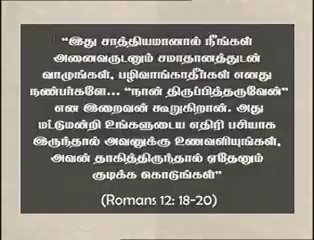 “இது சாத்தியமானால் நீங்கள்
அனைவருடனும் சமாதானத்துடன்
வாழுங்கள், பழிவாங்காதீர்கள் எனது
நண்பர்களே... “நான் திருப்பித்தருவேன்”
என இறைவன் கூறுகிறான். அது
மட்டுமன்றி உங்களுடைய எதிரி பசியாக
இருந்தால் அவனுக்கு உணவளியுங்கள்,
அவன் தாகித்திருந்தால் ஏதேனும்
குடிக்க கொடுங்கள்”
(Romans 12: 18-20)